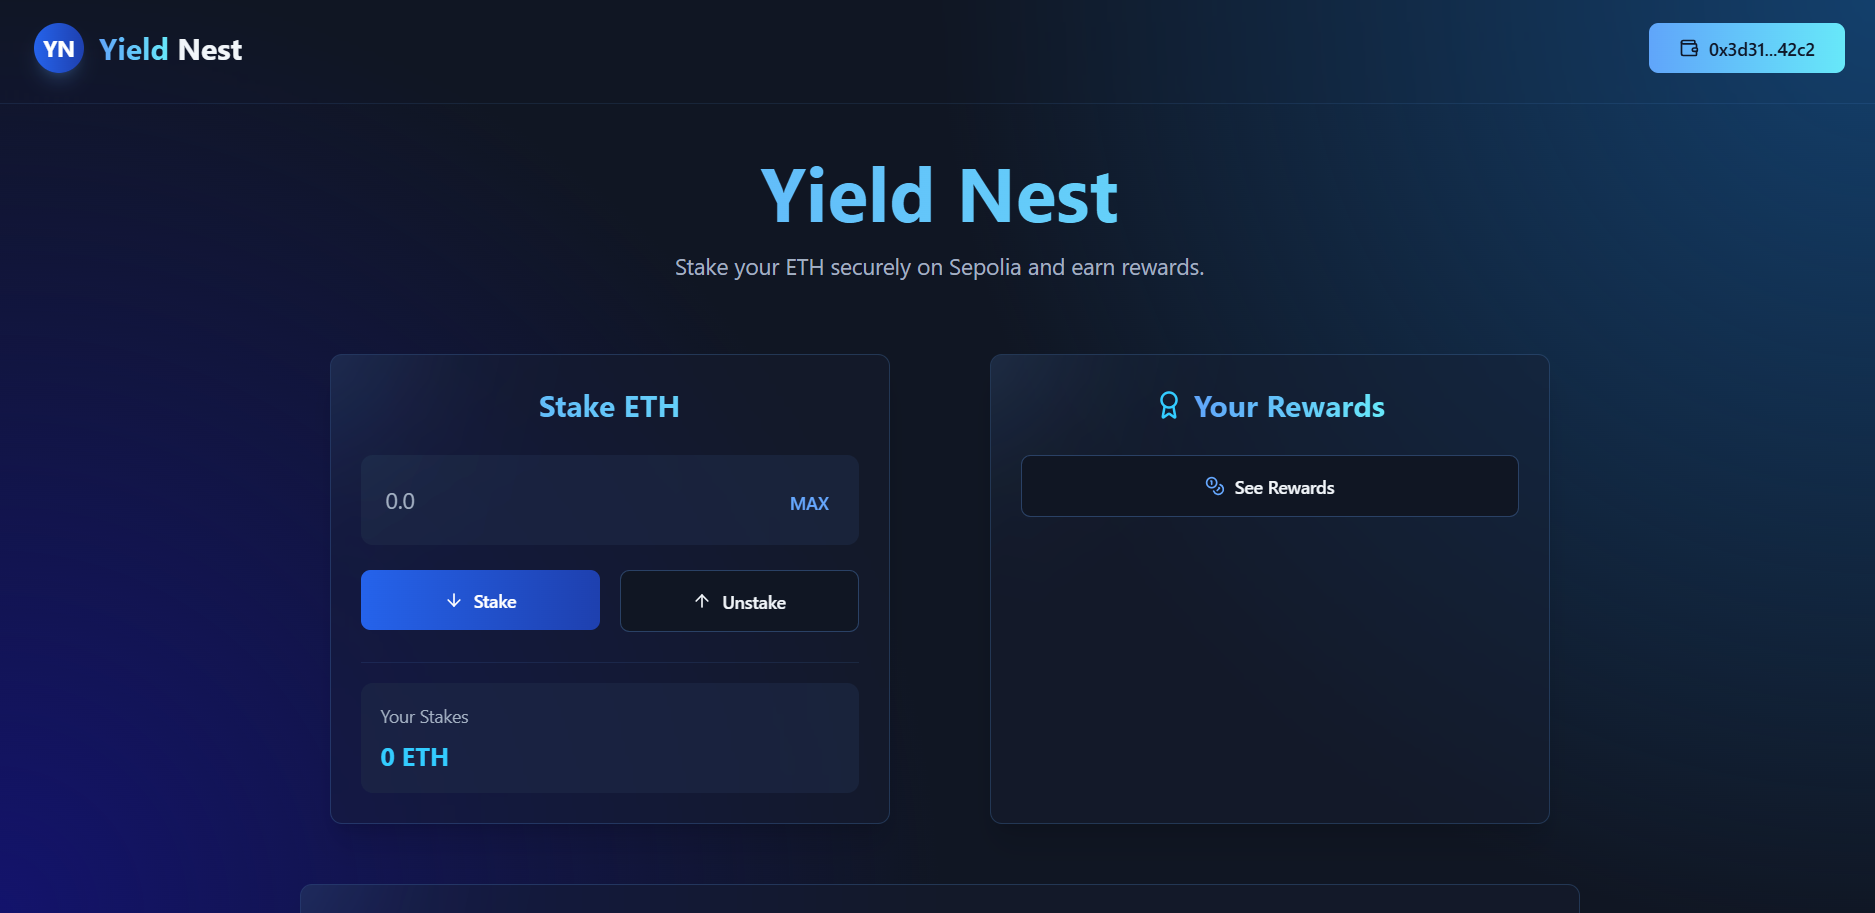 YN Yield Nest
0x3d31...42c2
Yield Nest
Stake your ETH securely on Sepolia and earn rewards.
Stake ETH
0.0 MAX
Stake Unstake
Your Stakes
0 ETH
Your Rewards
See Rewards